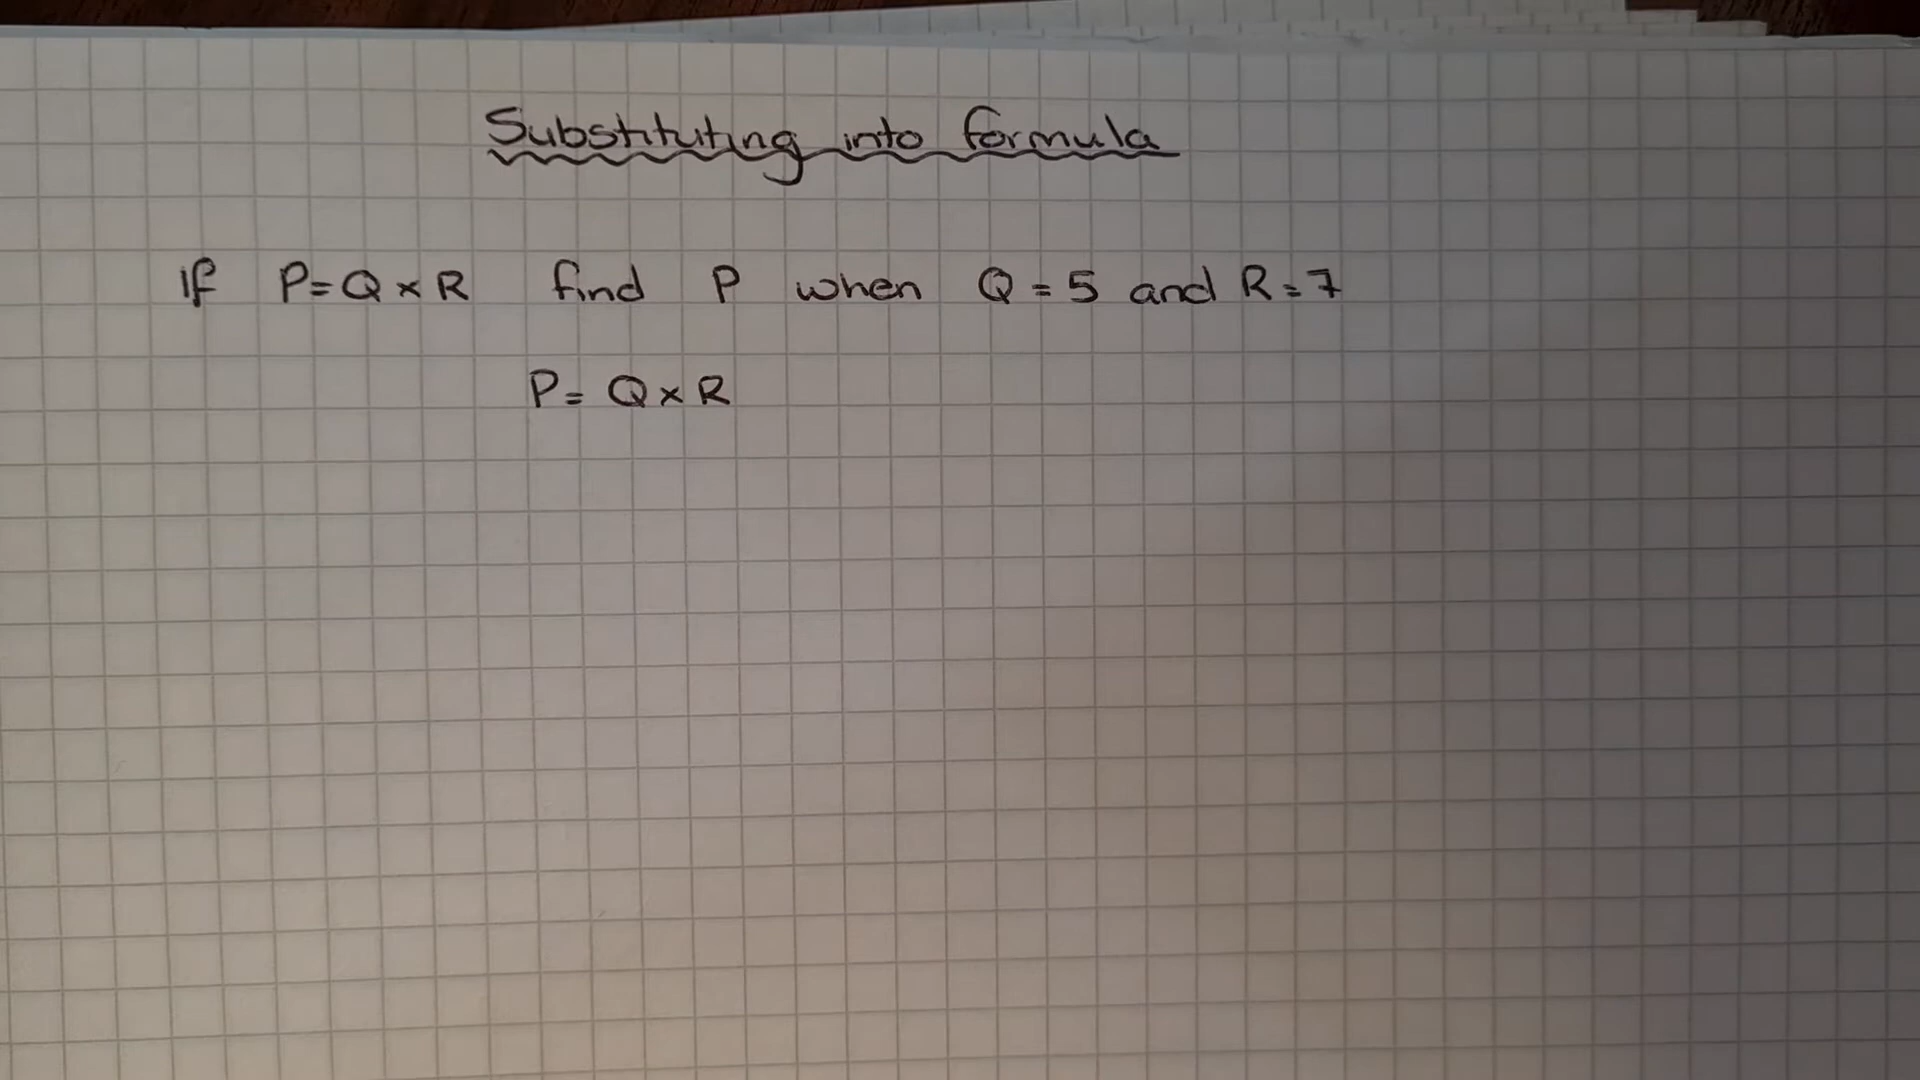 Substituting into formula
If P=Q×R find P when Q=5 and R=7
P=Q×R